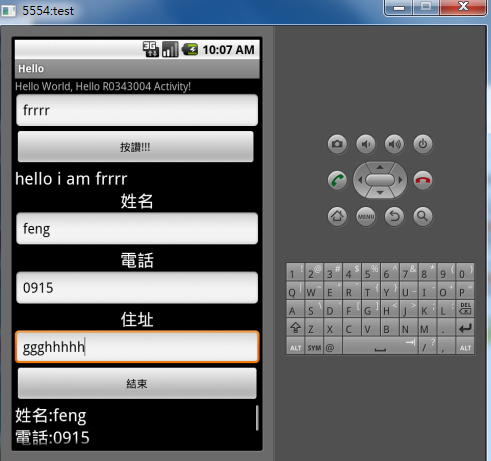 5554:test
3G
10:07 AM
Hello
Hello World, Hello R0343004 Activity!
frrrr
按讚!!!
hello i am frrrr
姓名
feng
電話
0915
住址
ggghhhhh
結束
姓名:feng
電話:0915
MENU
1 ! 2 @ 3 # 4 $ 5 % 6 ^ 7 & 8 * 9 ( 0 )
Q W E R T Y U I O P
A S D F G H J K L DEL
Z X C V B N M .
ALT SYM @ / ? , ALT